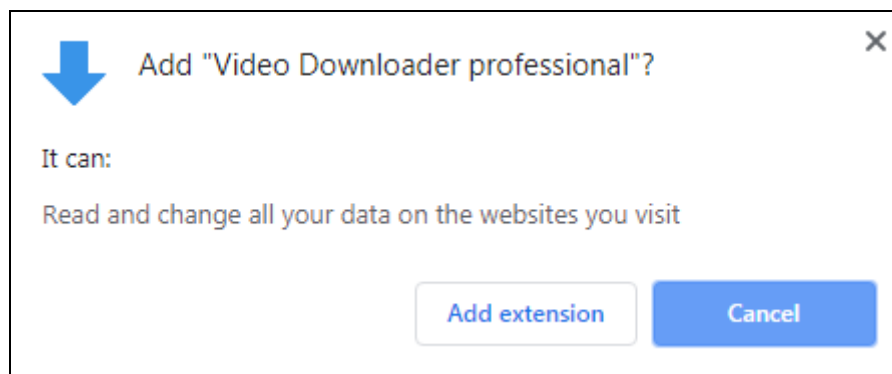 Add "Video Downloader professional"?
It can:
Read and change all your data on the websites you visit
Add extension
Cancel